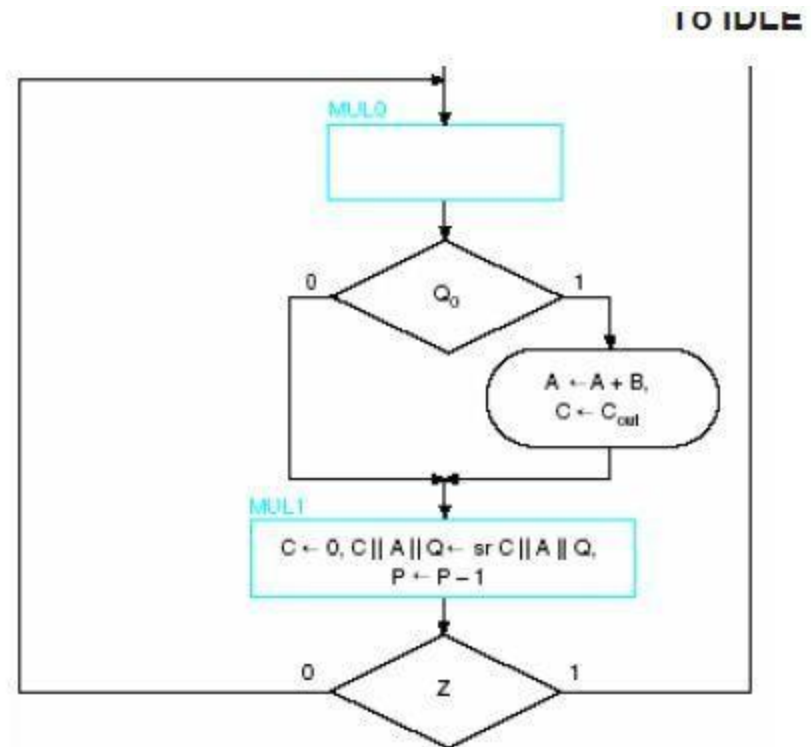 TO IDLE
MUL0
0
Q₀
1
A ← A + B,
C ← Cout
MUL1
C ← 0, C || A || Q ← sr C || A || Q,
P ← P – 1
0
Z
1